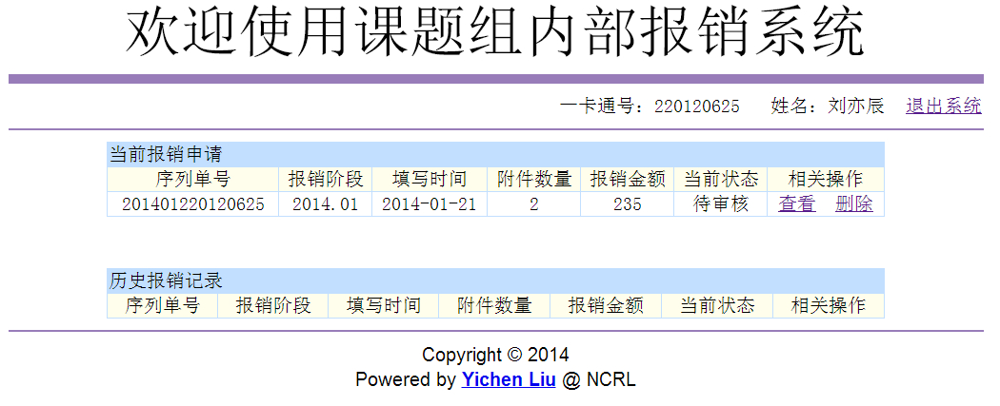 欢迎使用课题组内部报销系统
一卡通号：220120625 姓名：刘亦辰 退出系统
当前报销申请
序列单号 报销阶段 填写时间 附件数量 报销金额 当前状态 相关操作
201401220120625 2014.01 2014-01-21 2 235 待审核 查看 删除
历史报销记录
序列单号 报销阶段 填写时间 附件数量 报销金额 当前状态 相关操作
Copyright © 2014
Powered by Yichen Liu @ NCRL